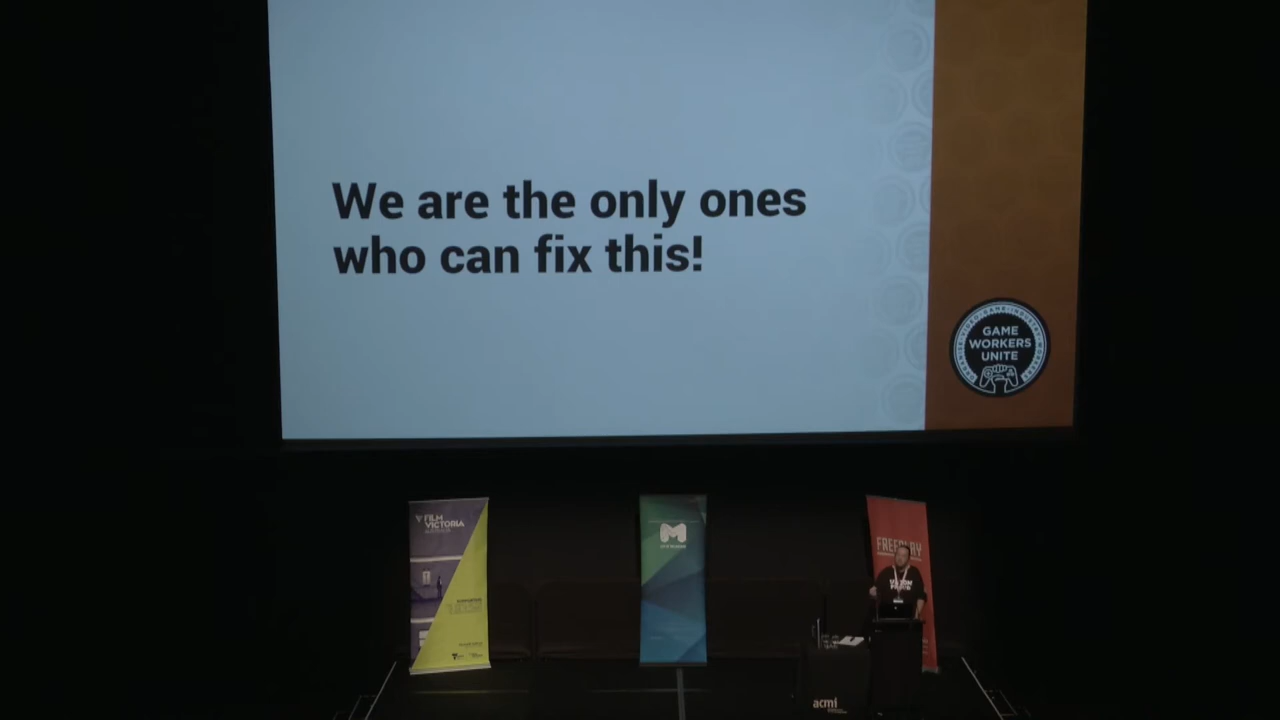 We are the only ones
who can fix this!
GAME
WORKERS
UNITE
FILM
VICTORIA
FREEPLAY
acmi